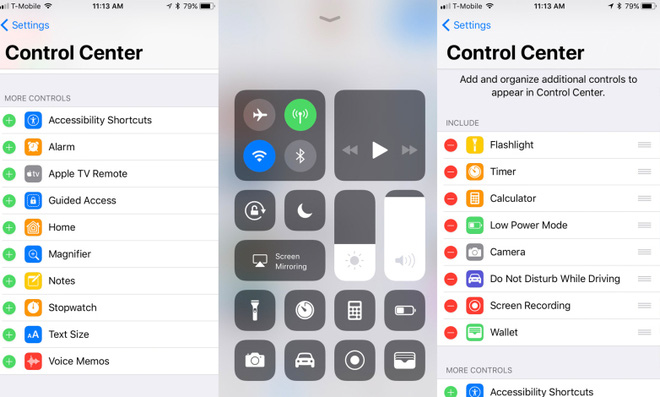 T-Mobile 11:13 AM 79%
Settings
Control Center
MORE CONTROLS
Accessibility Shortcuts
Alarm
tv Apple TV Remote
Guided Access
Home
Magnifier
Notes
Stopwatch
AA Text Size
Voice Memos
Screen
Mirroring
T-Mobile 11:13 AM 79%
Settings
Control Center
Add and organize additional controls to
appear in Control Center.
INCLUDE
Flashlight
Timer
Calculator
Low Power Mode
Camera
Do Not Disturb While Driving
Screen Recording
Wallet
MORE CONTROLS
Accessibility Shortcuts